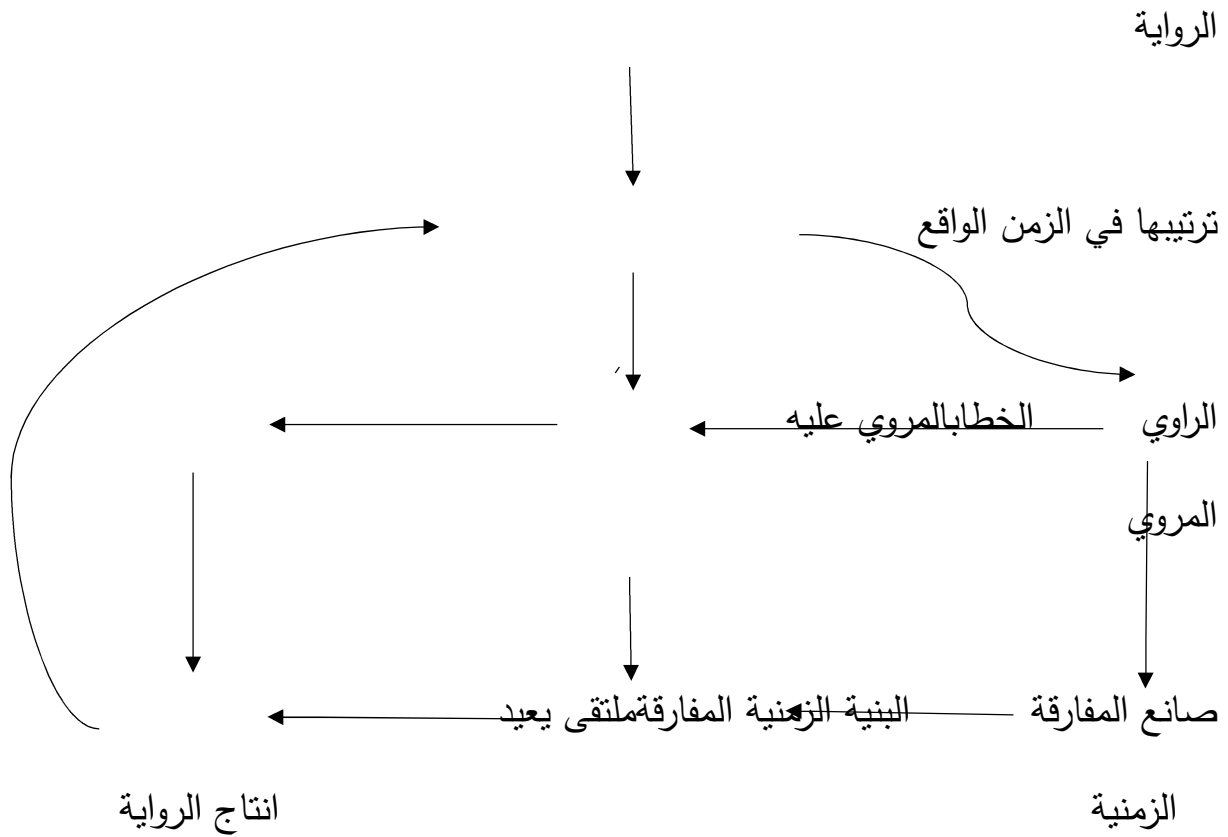 الرواية
ترتيبها في الزمن الواقع
الراوي الخطابالمروي عليه
المروي
صانع المفارقة البنية الزمنية المفارقةملتقى يعيد
الزمنية انتاج الرواية